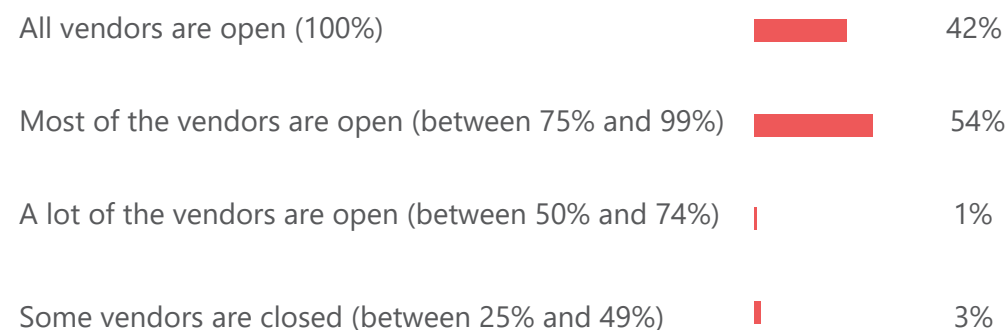 All vendors are open (100%) 42%
Most of the vendors are open (between 75% and 99%) 54%
A lot of the vendors are open (between 50% and 74%) 1%
Some vendors are closed (between 25% and 49%) 3%